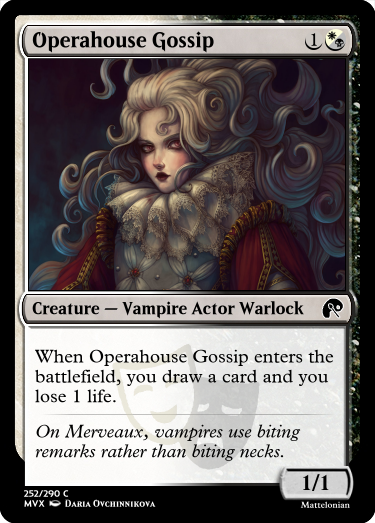 Operahouse Gossip 1
Creature — Vampire Actor Warlock
When Operahouse Gossip enters the
battlefield, you draw a card and you
lose 1 life.
On Merveaux, vampires use biting
remarks rather than biting necks.
1/1
252/290 C
MVX Daria Ovchinnikova
Mattelonian